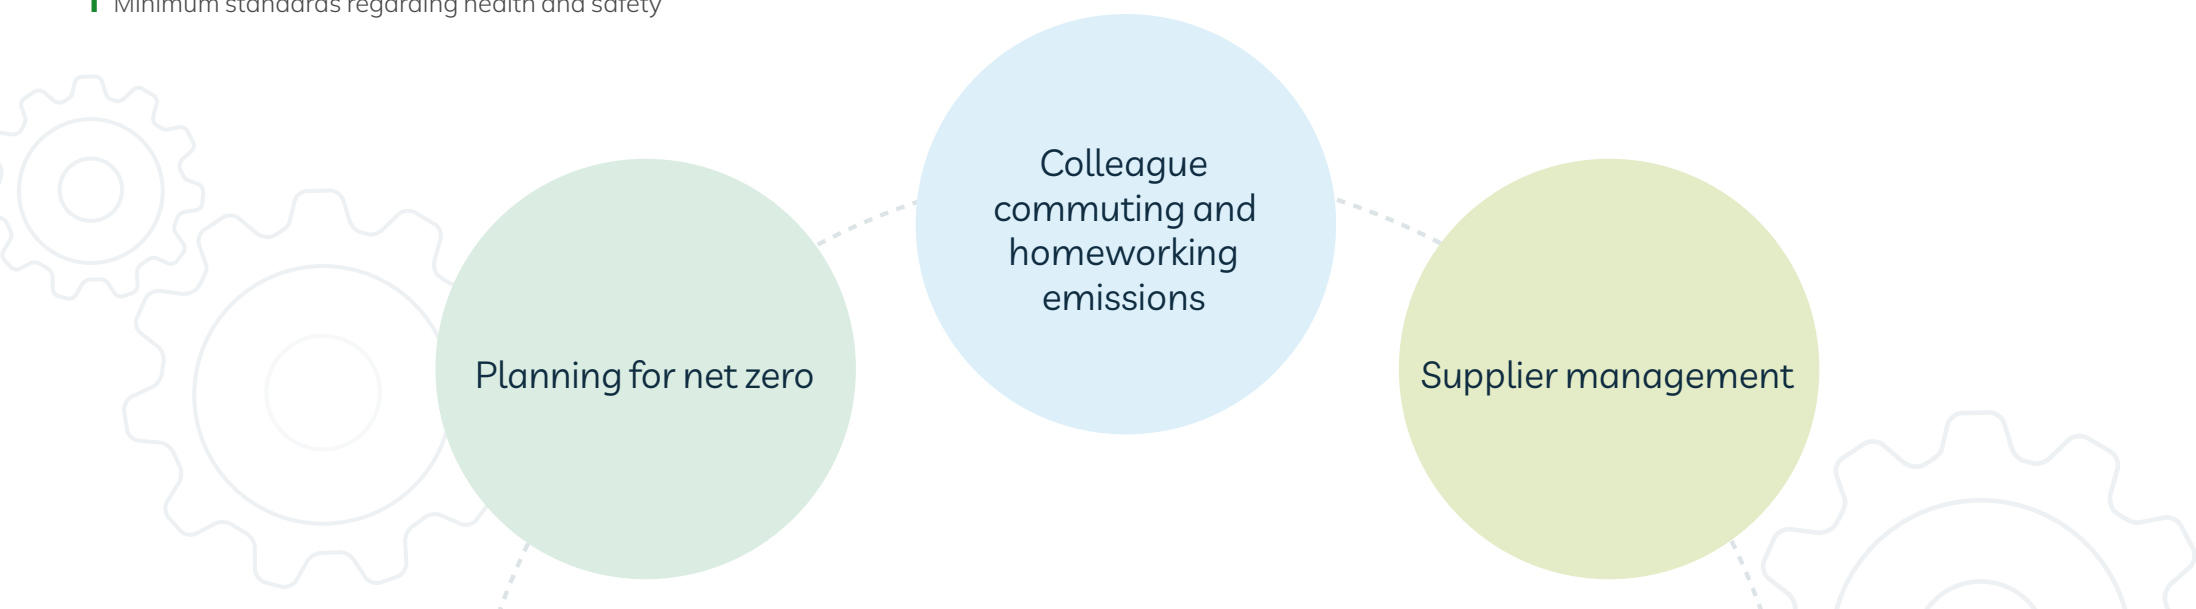 Minimum standards regarding health and safety
Colleague
commuting and
homeworking
emissions
Planning for net zero
Supplier management